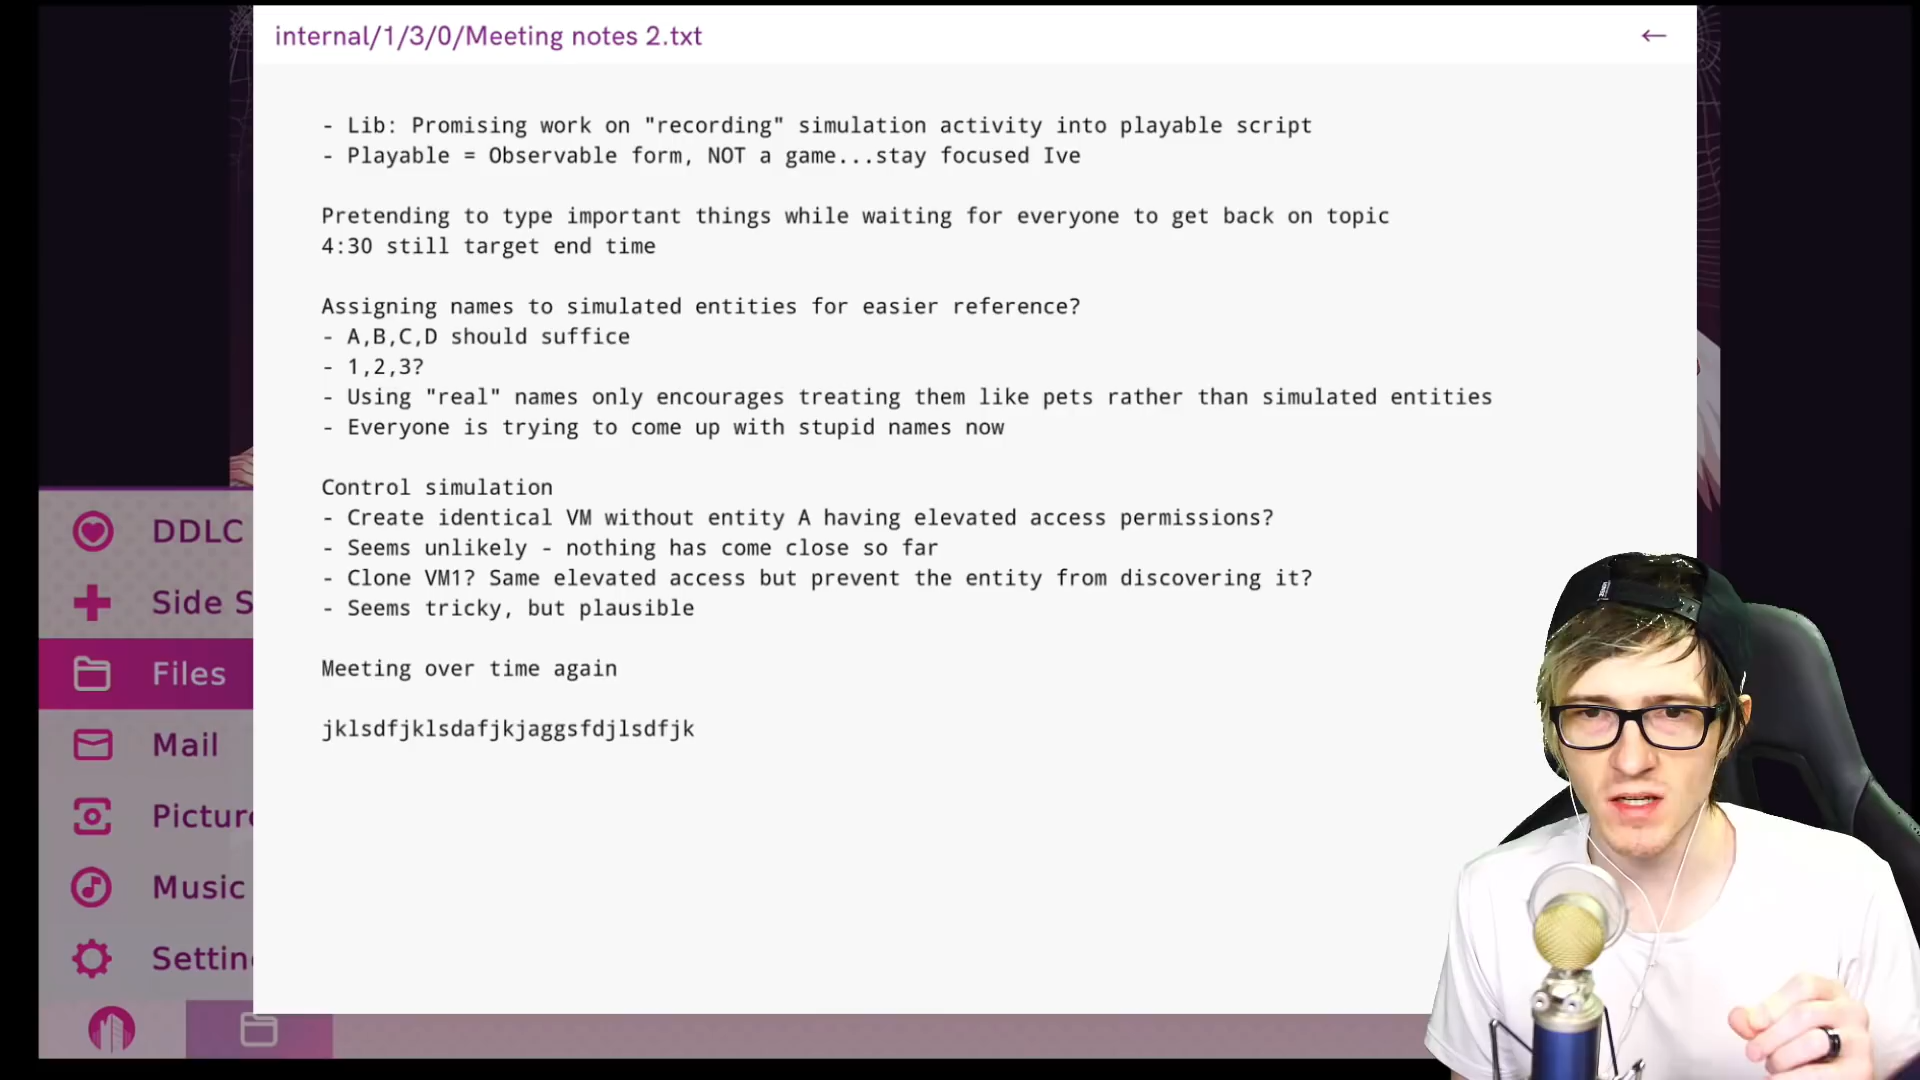 internal/1/3/0/Meeting notes 2.txt
←
- Lib: Promising work on "recording" simulation activity into playable script
- Playable = Observable form, NOT a game...stay focused Ive
Pretending to type important things while waiting for everyone to get back on topic
4:30 still target end time
Assigning names to simulated entities for easier reference?
- A,B,C,D should suffice
- 1,2,3?
- Using "real" names only encourages treating them like pets rather than simulated entities
- Everyone is trying to come up with stupid names now
Control simulation
- Create identical VM without entity A having elevated access permissions?
- Seems unlikely - nothing has come close so far
- Clone VM1? Same elevated access but prevent the entity from discovering it?
- Seems tricky, but plausible
Meeting over time again
jklsdfjklsdafjkjaggsfdjlsdfjk
DDLC
Side S
Files
Mail
Pictur
Music
Settin